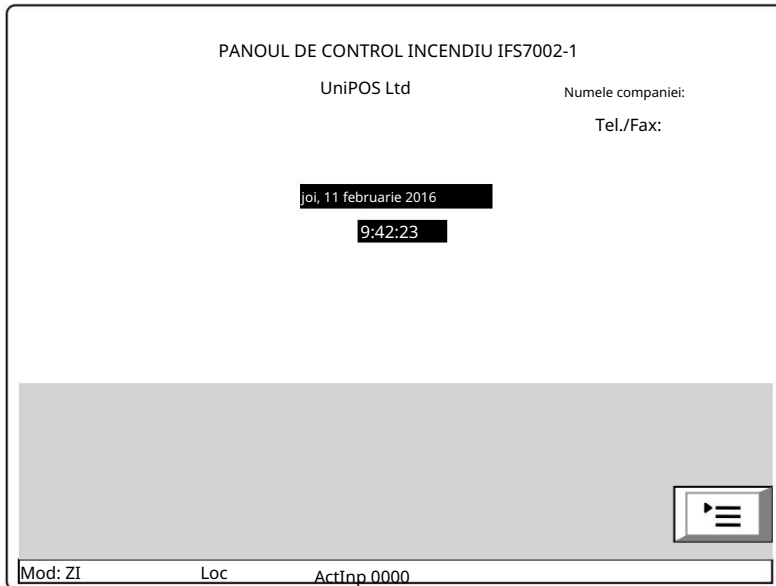 PANOUL DE CONTROL INCENDIU IFS7002-1
UniPOS Ltd
Numele companiei:
Tel./Fax:
joi, 11 februarie 2016
9:42:23
Mod: ZI Loc ActInp 0000